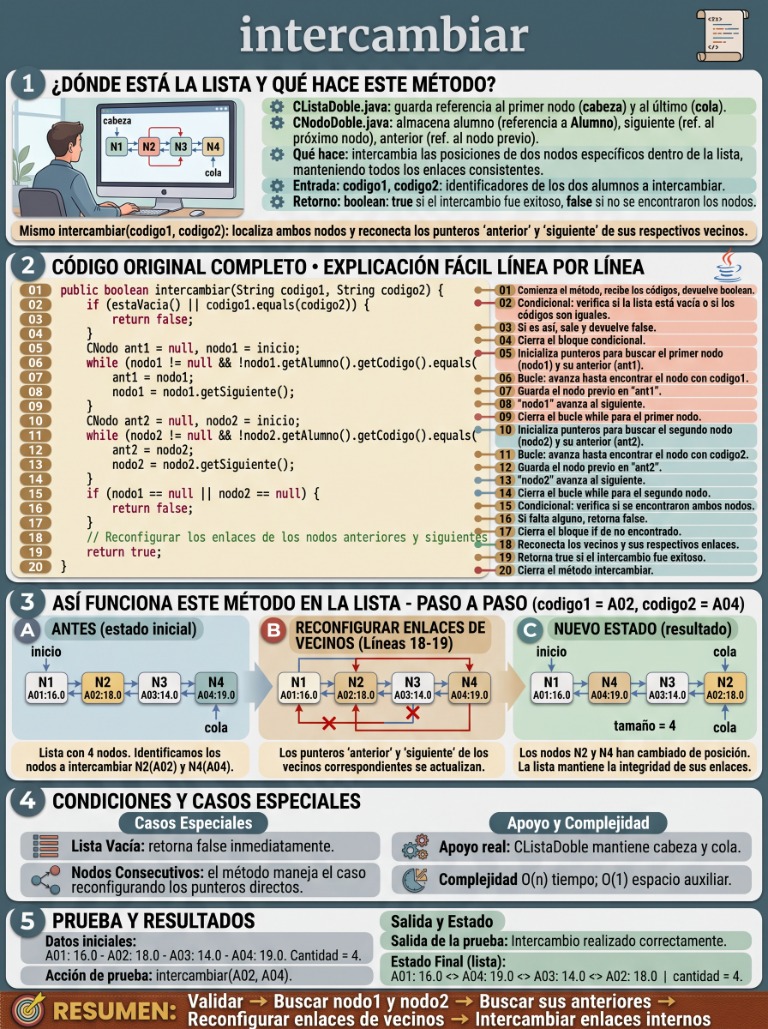 intercambiar
</>
1 ¿DÓNDE ESTÁ LA LISTA Y QUÉ HACE ESTE MÉTODO?
cabeza
N1 N2 N3 N4
cola
CListaDoble.java: guarda referencia al primer nodo (cabeza) y al último (cola).
CNodoDoble.java: almacena alumno (referencia a Alumno), siguiente (ref. al
próximo nodo), anterior (ref. al nodo previo).
Qué hace: intercambia las posiciones de dos nodos específicos dentro de la lista,
manteniendo todos los enlaces consistentes.
Entrada: codigo1, codigo2: identificadores de los dos alumnos a intercambiar.
Retorno: boolean: true si el intercambio fue exitoso, false si no se encontraron los nodos.
Mismo intercambiar(codigo1, codigo2): localiza ambos nodos y reconecta los punteros ‘anterior’ y ‘siguiente’ de sus respectivos vecinos.
2 CÓDIGO ORIGINAL COMPLETO • EXPLICACIÓN FÁCIL LÍNEA POR LÍNEA
01 public boolean intercambiar(String codigo1, String codigo2) {
02 if (estaVacia() || codigo1.equals(codigo2)) {
03 return false;
04 }
05 CNodo ant1 = null, nodo1 = inicio;
06 while (nodo1 != null && !nodo1.getAlumno().getCodigo().equals(
07 ant1 = nodo1;
08 nodo1 = nodo1.getSiguiente();
09 }
10 CNodo ant2 = null, nodo2 = inicio;
11 while (nodo2 != null && !nodo2.getAlumno().getCodigo().equals(
12 ant2 = nodo2;
13 nodo2 = nodo2.getSiguiente();
14 }
15 if (nodo1 == null || nodo2 == null) {
16 return false;
17 }
18 // Reconfigurar los enlaces de los nodos anteriores y siguientes
19 return true;
20 }
01 Comienza el método, recibe los códigos, devuelve boolean.
02 Condicional: verifica si la lista está vacía o si los
códigos son iguales.
03 Si es así, sale y devuelve false.
04 Cierra el bloque condicional.
05 Inicializa punteros para buscar el primer nodo
(nodo1) y su anterior (ant1).
06 Bucle: avanza hasta encontrar el nodo con codigo1.
07 Guarda el nodo previo en "ant1".
08 "nodo1" avanza al siguiente.
09 Cierra el bucle while para el primer nodo.
10 Inicializa punteros para buscar el segundo nodo
(nodo2) y su anterior (ant2).
11 Bucle: avanza hasta encontrar el nodo con codigo2.
12 Guarda el nodo previo en "ant2".
13 "nodo2" avanza al siguiente.
14 Cierra el bucle while para el segundo nodo.
15 Condicional: verifica si se encontraron ambos nodos.
16 Si falta alguno, retorna false.
17 Cierra el bloque if de no encontrado.
18 Reconecta los vecinos y sus respectivos enlaces.
19 Retorna true si el intercambio fue exitoso.
20 Cierra el método intercambiar.
3 ASÍ FUNCIONA ESTE MÉTODO EN LA LISTA - PASO A PASO (codigo1 = A02, codigo2 = A04)
A ANTES (estado inicial)
inicio
N1 N2 N3 N4
A01:16.0 A02:18.0 A03:14.0 A04:19.0
cola
Lista con 4 nodos. Identificamos los
nodos a intercambiar N2(A02) y N4(A04).
B RECONFIGURAR ENLACES DE
VECINOS (Líneas 18-19)
N1 N2 N3 N4
A01:16.0 A02:18.0 A03:14.0 A04:19.0
Los punteros ‘anterior’ y ‘siguiente’ de los
vecinos correspondientes se actualizan.
C NUEVO ESTADO (resultado)
inicio cola
N1 N4 N3 N2
A01:16.0 A04:19.0 A03:14.0 A02:18.0
tamaño = 4 cola
Los nodos N2 y N4 han cambiado de posición.
La lista mantiene la integridad de sus enlaces.
4 CONDICIONES Y CASOS ESPECIALES
Casos Especiales
Lista Vacía: retorna false inmediatamente.
Nodos Consecutivos: el método maneja el caso
reconfigurando los punteros directos.
Apoyo y Complejidad
Apoyo real: CListaDoble mantiene cabeza y cola.
Complejidad O(n) tiempo; O(1) espacio auxiliar.
5 PRUEBA Y RESULTADOS
Datos iniciales:
A01: 16.0 - A02: 18.0 - A03: 14.0 - A04: 19.0. Cantidad = 4.
Acción de prueba: intercambiar(A02, A04).
Salida y Estado
Salida de la prueba: Intercambio realizado correctamente.
Estado Final (lista):
A01: 16.0 <> A04: 19.0 <> A03: 14.0 <> A02: 18.0 | cantidad = 4.
RESUMEN: Validar → Buscar nodo1 y nodo2 → Buscar sus anteriores →
Reconfigurar enlaces de vecinos → Intercambiar enlaces internos